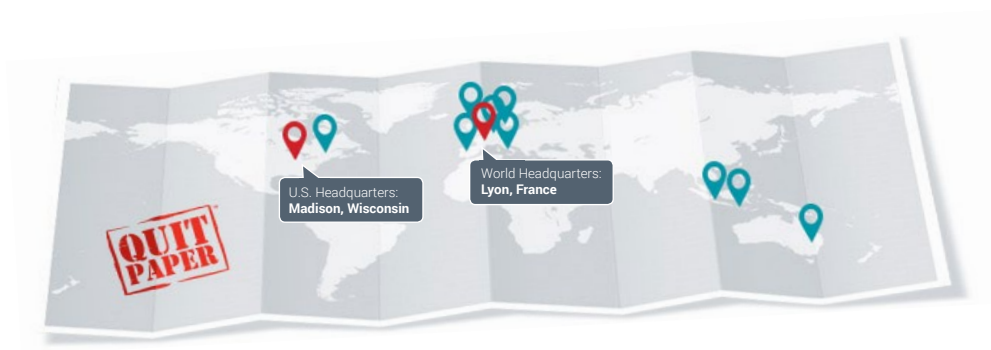 U.S. Headquarters:
Madison, Wisconsin
World Headquarters:
Lyon, France
QUIT
PAPER